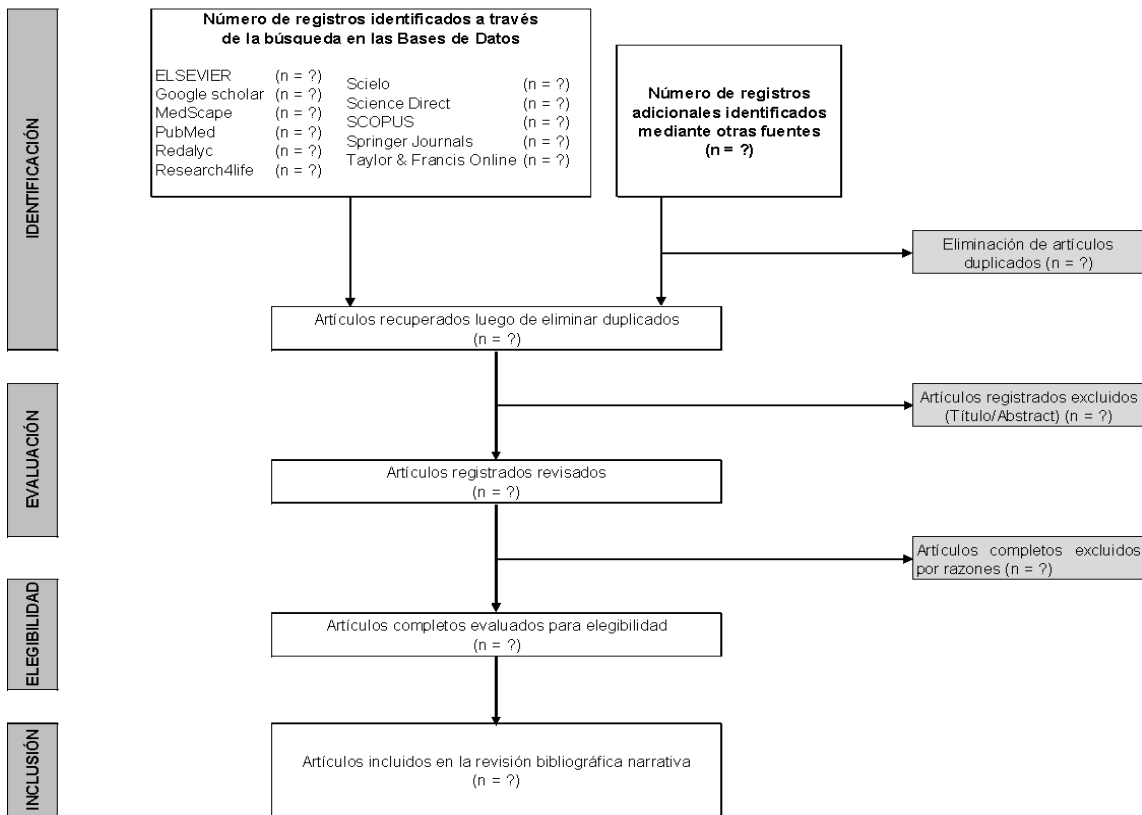 IDENTIFICACIÓN
Número de registros identificados a través
de la búsqueda en las Bases de Datos
ELSEVIER (n = ?)
Google scholar (n = ?)
MedScape (n = ?)
PubMed (n = ?)
Redalyc (n = ?)
Research4life (n = ?)
Scielo (n = ?)
Science Direct (n = ?)
SCOPUS (n = ?)
Springer Journals (n = ?)
Taylor & Francis Online (n = ?)
Número de registros
adicionales identificados
mediante otras fuentes
(n = ?)
Eliminación de artículos
duplicados (n = ?)
Artículos recuperados luego de eliminar duplicados
(n = ?)
EVALUACIÓN
Artículos registrados excluidos
(Título/Abstract) (n = ?)
Artículos registrados revisados
(n = ?)
Artículos completos excluidos
por razones (n = ?)
ELEGIBILIDAD
Artículos completos evaluados para elegibilidad
(n = ?)
INCLUSIÓN
Artículos incluidos en la revisión bibliográfica narrativa
(n = ?)